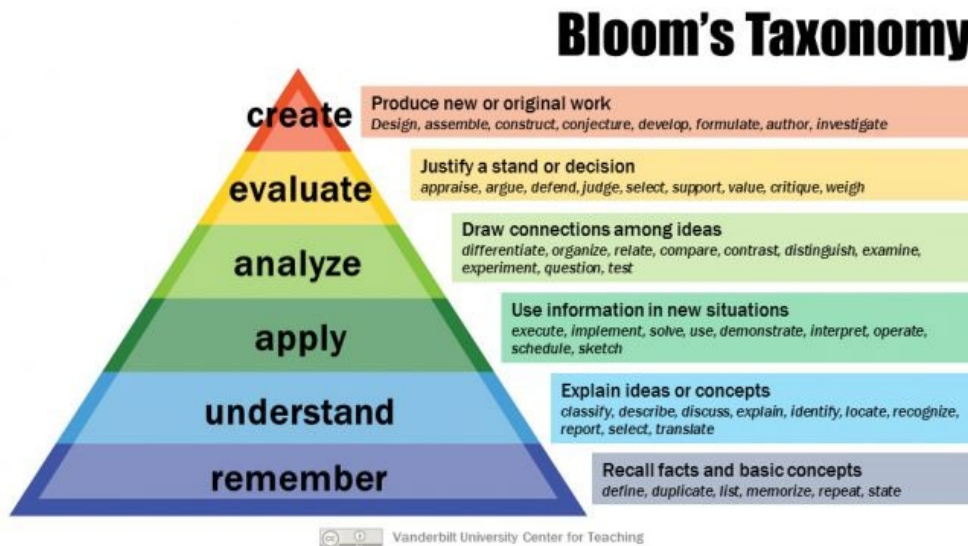 Bloom's Taxonomy
create
Produce new or original work
Design, assemble, construct, conjecture, develop, formulate, author, investigate
evaluate
Justify a stand or decision
appraise, argue, defend, judge, select, support, value, critique, weigh
analyze
Draw connections among ideas
differentiate, organize, relate, compare, contrast, distinguish, examine,
experiment, question, test
apply
Use information in new situations
execute, implement, solve, use, demonstrate, interpret, operate,
schedule, sketch
understand
Explain ideas or concepts
classify, describe, discuss, explain, identify, locate, recognize,
report, select, translate
remember
Recall facts and basic concepts
define, duplicate, list, memorize, repeat, state
cc
Vanderbilt University Center for Teaching